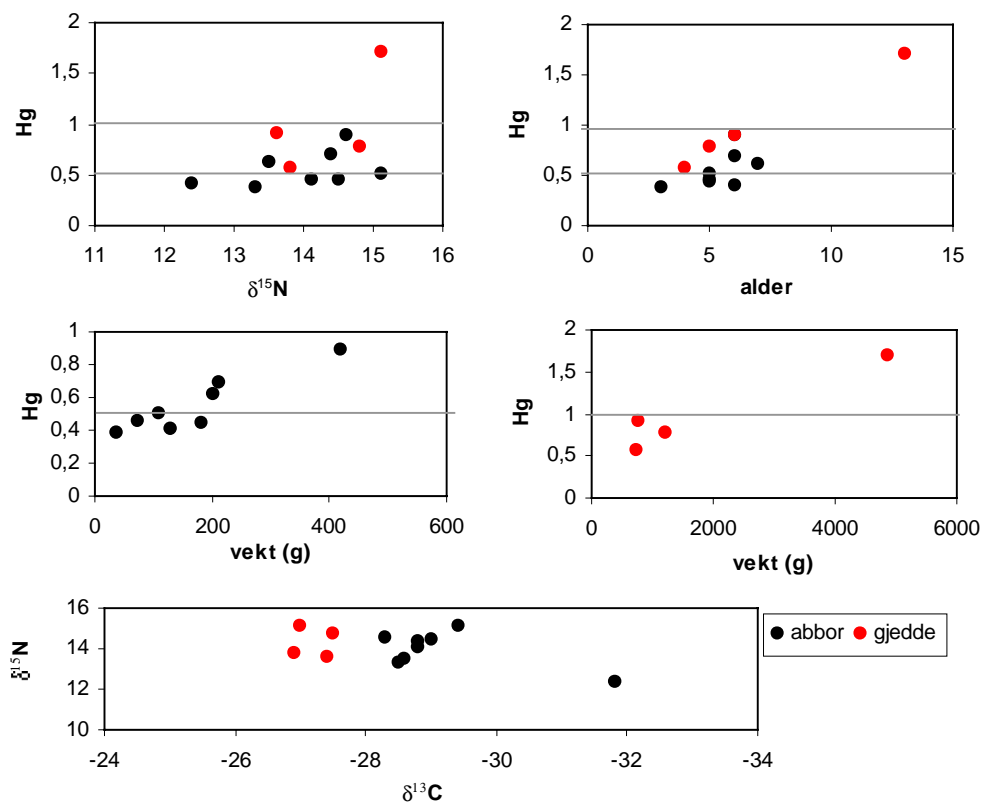 2
1,5
1
0,5
0
Hg
11 12 13 14 15 16
δ¹⁵N
2
1,5
1
0,5
0
Hg
0 5 10 15
alder
1
0,8
0,6
0,4
0,2
0
Hg
0 200 400 600
vekt (g)
2
1,5
1
0,5
0
Hg
0 2000 4000 6000
vekt (g)
16
14
12
10
δ¹⁵N
-24 -26 -28 -30 -32 -34
δ¹³C
abbor gjedde